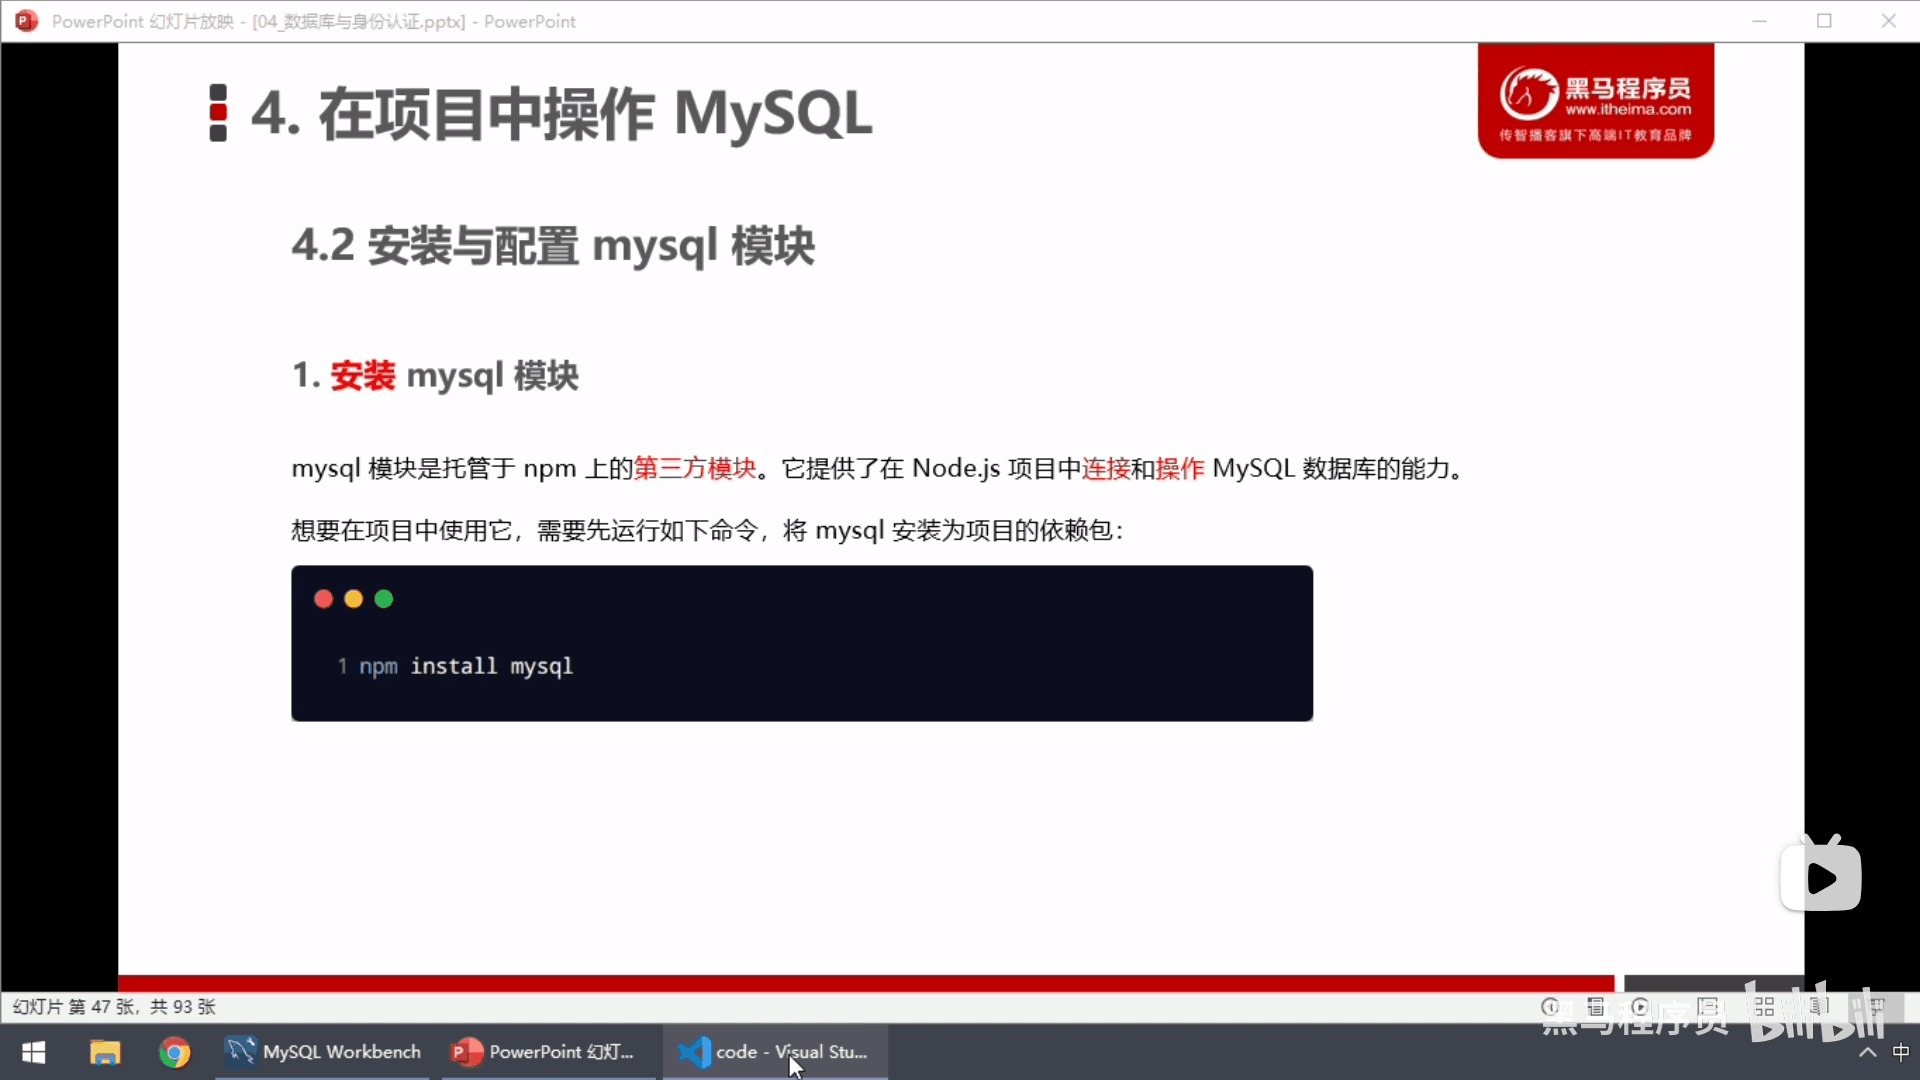 PowerPoint 幻灯片放映 - [04_数据库与身份认证.pptx] - PowerPoint
4. 在项目中操作 MySQL
黑马程序员
www.itheima.com
传智播客旗下高端IT教育品牌
4.2 安装与配置 mysql 模块
1. 安装 mysql 模块
mysql 模块是托管于 npm 上的第三方模块。它提供了在 Node.js 项目中连接和操作 MySQL 数据库的能力。
想要在项目中使用它，需要先运行如下命令，将 mysql 安装为项目的依赖包：
1 npm install mysql
幻灯片 第 47 张，共 93 张
黑马程序员 bilibili
MySQL Workbench
PowerPoint 幻灯...
code - Visual Stu...
中